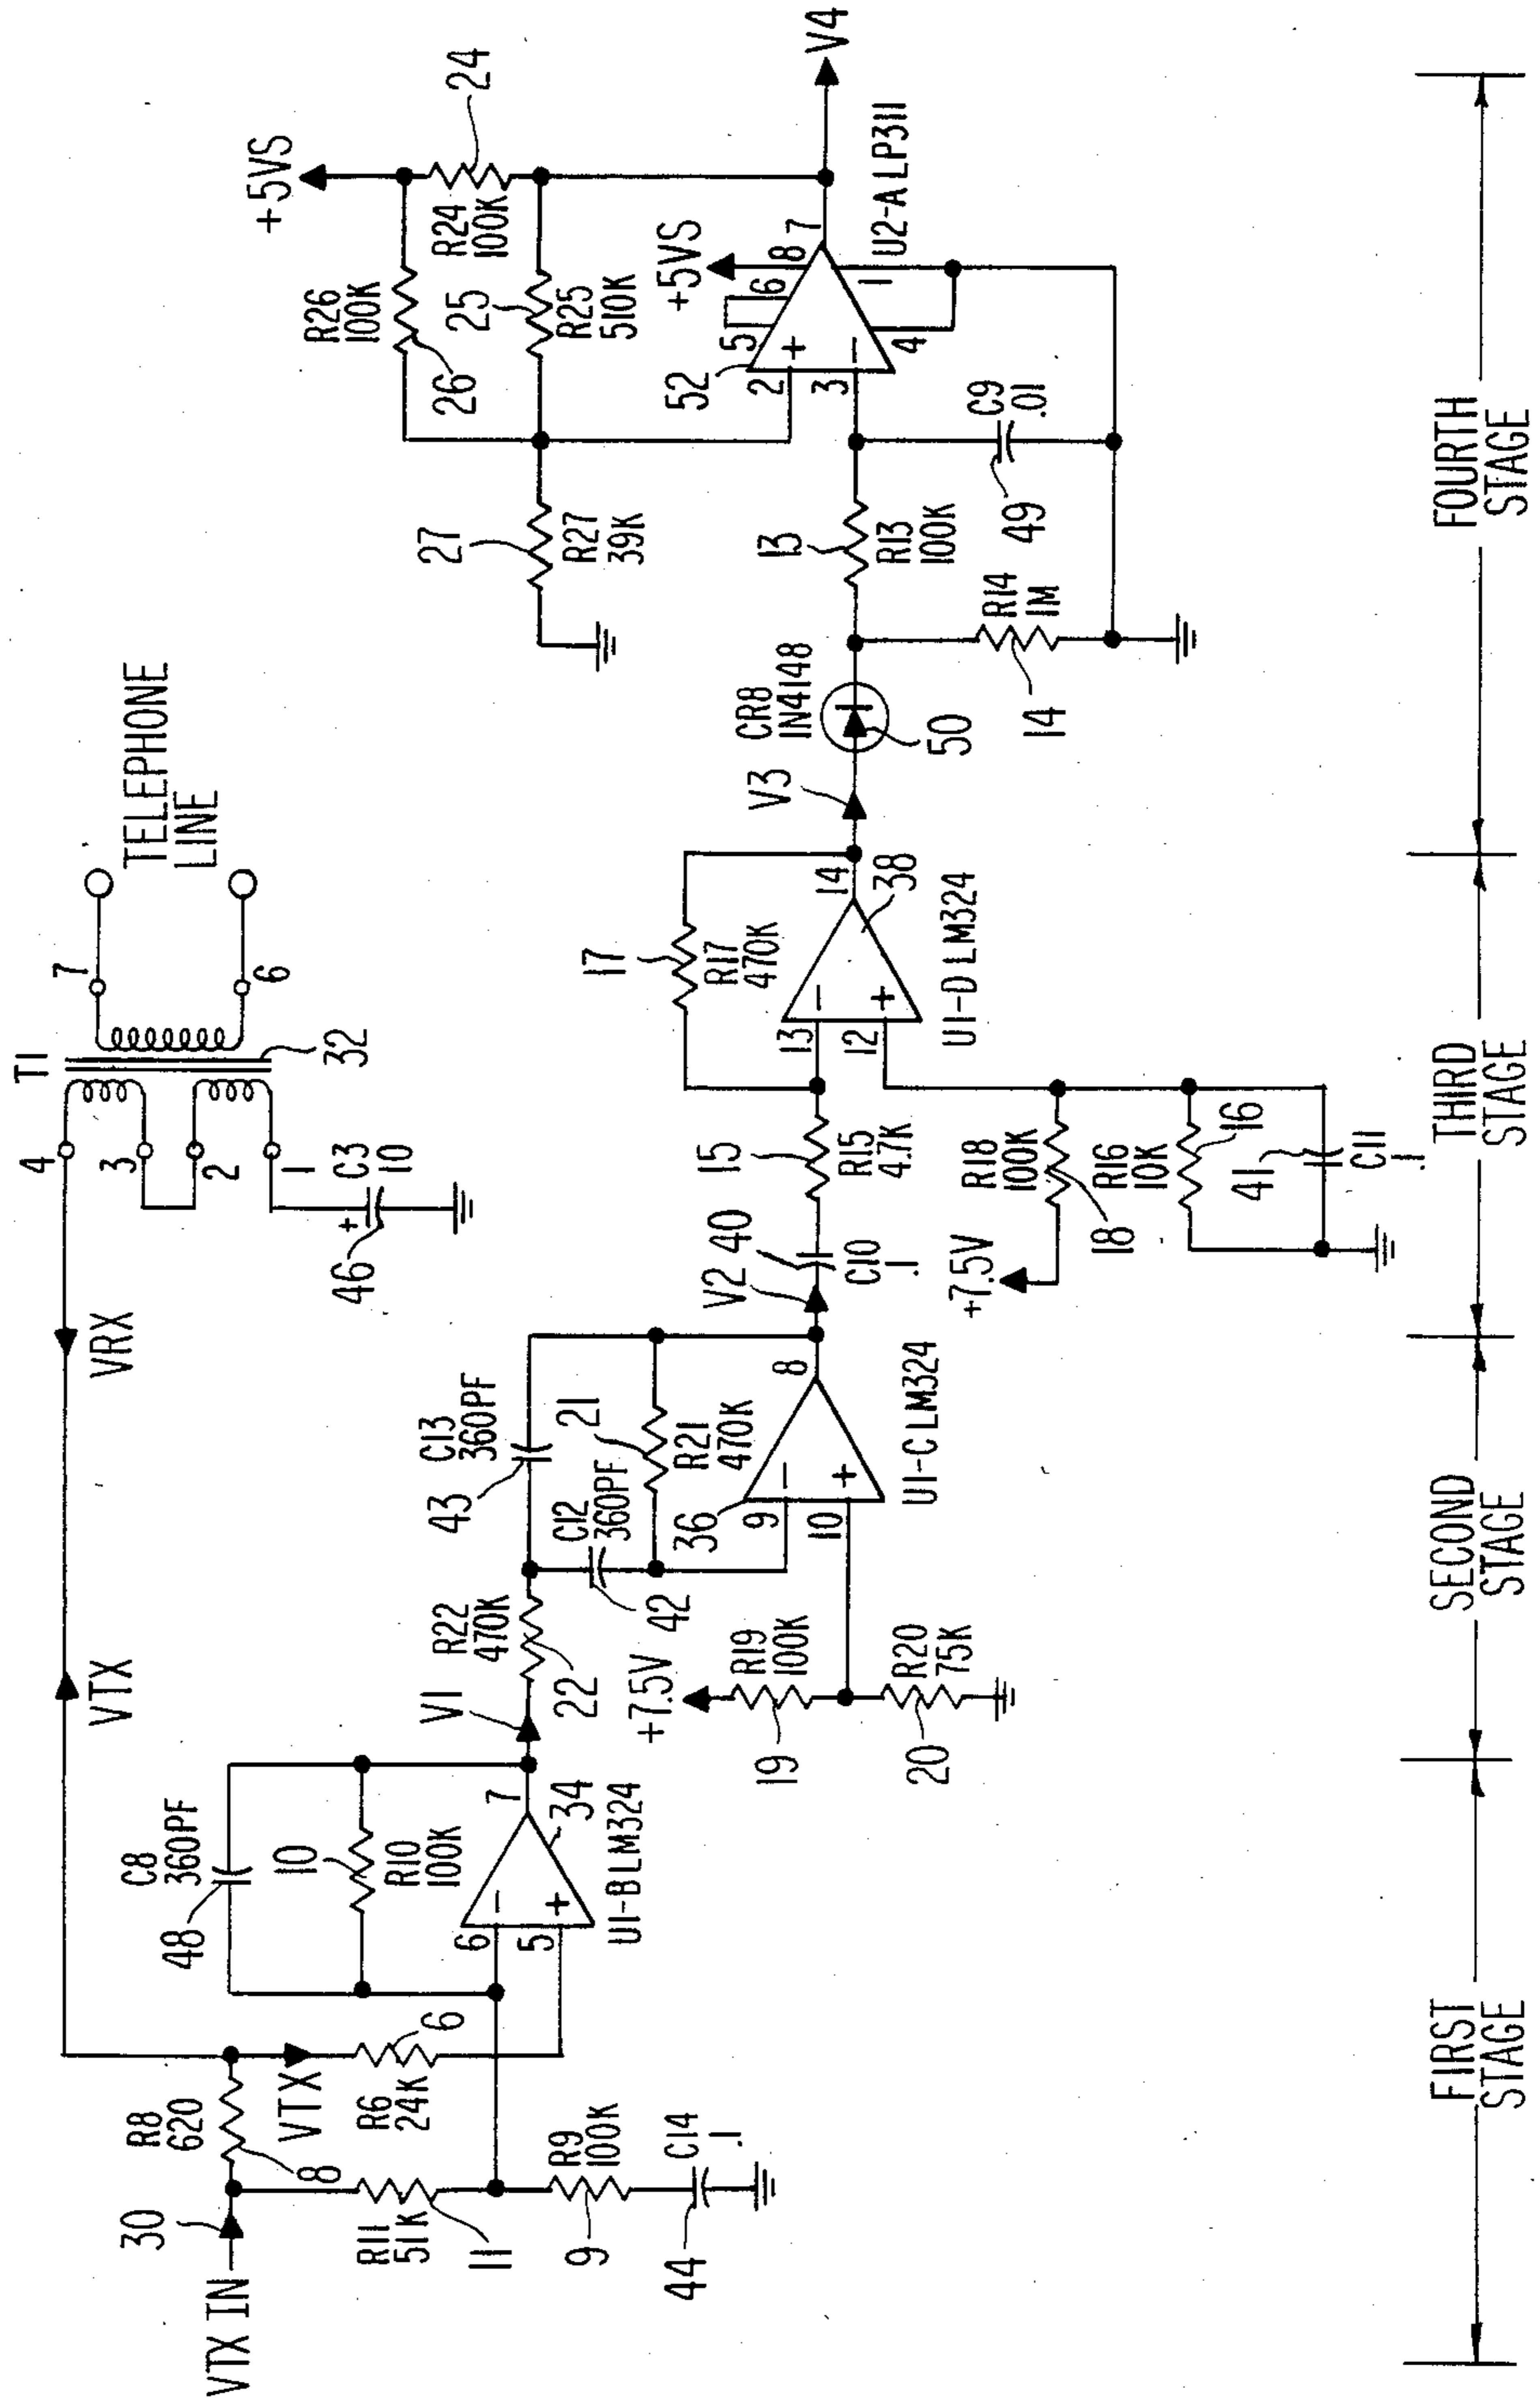 VTX IN
30
R8
620
8
VTX
R11
51K
11
R6
24K
6
R9
100K
9
C14
.1
44
C8
360PF
48
10
R10
100K
6
5
7
34
U1-B LM324
V1
VTX
VRX
T1
4
3
2
1
7
6
32
TELEPHONE
LINE
C3
10
+
46
R22
470K
22
C13
360PF
43
C12
360PF
42
21
R21
470K
36
9
10
8
−
+
U1-C LM324
+7.5V
R19
100K
19
R20
75K
20
V2
40
C10
.1
15
R15
4.7K
17
R17
470K
13
12
14
−
+
38
U1-D LM324
+7.5V
R18
100K
18
R16
10K
16
41
C11
.1
V3
CR8
1N4148
50
R14
1M
14
13
R13
100K
C9
.01
49
27
R27
39K
R26
100K
26
25
R25
510K
+5VS
R24
100K
24
+5VS
52
2
3
5
6
8
7
1
4
+
−
U2-A LP311
V4
−
+
FIRST
STAGE
SECOND
STAGE
THIRD
STAGE
FOURTH
STAGE